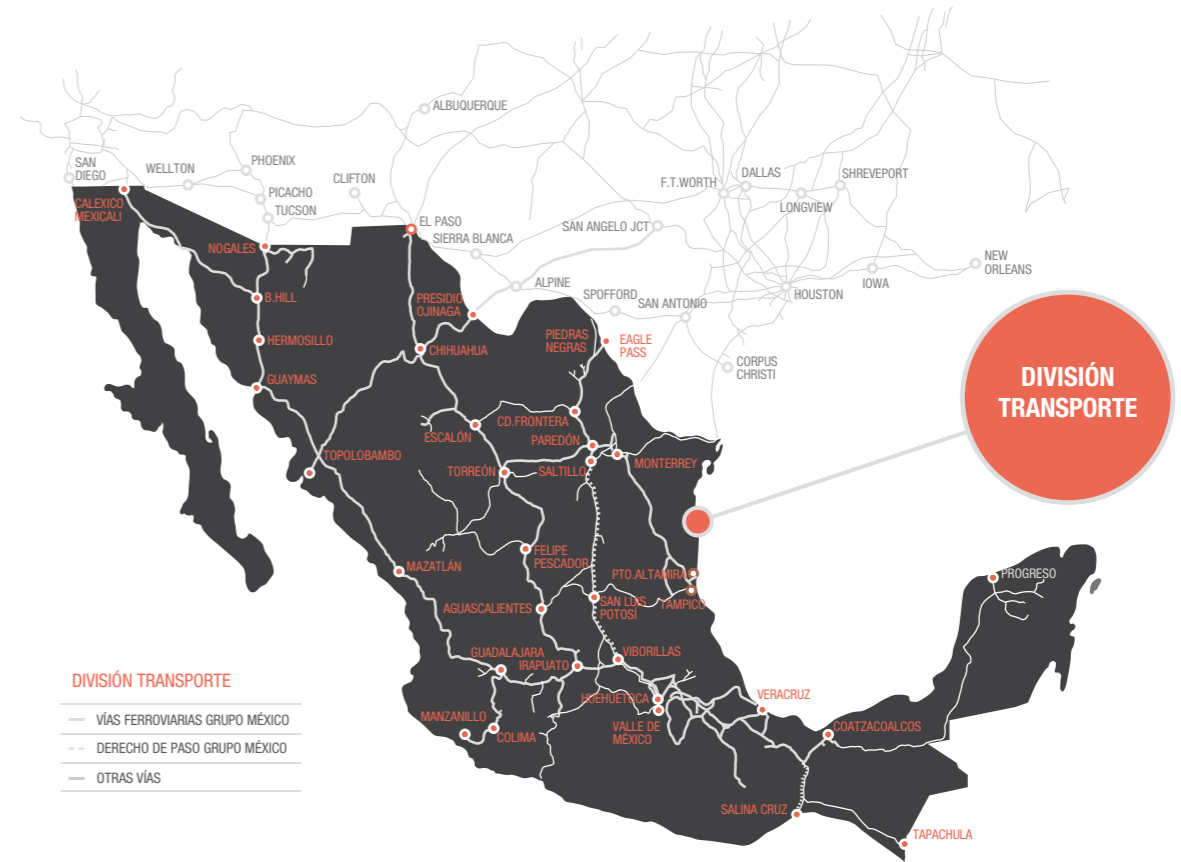 ALBUQUERQUE
SAN
DIEGO
WELLTON
PHOENIX
CLIFTON
PICACHO
TUCSON
CALEXICO
MEXICALI
EL PASO
SIERRA BLANCA
F.T.WORTH
DALLAS
SHREVEPORT
LONGVIEW
SAN ANGELO JCT
NEW
ORLEANS
IOWA
NOGALES
ALPINE
SPOFFORD
SAN ANTONIO
HOUSTON
B.HILL
PRESIDIO
OJINAGA
HERMOSILLO
CHIHUAHUA
PIEDRAS
NEGRAS
EAGLE
PASS
CORPUS
CHRISTI
GUAYMAS
DIVISIÓN
TRANSPORTE
CD.FRONTERA
ESCALÓN
PAREDÓN
TOPOLOBAMBO
TORREÓN
SALTILLO
MONTERREY
FELIPE
PESCADOR
MAZATLÁN
PTO.ALTAMIRA
TAMPICO
PROGRESO
AGUASCALIENTES
SAN LUIS
POTOSÍ
GUADALAJARA
IRAPUATO
VIBORILLAS
HUEHUETOCA
VERACRUZ
MANZANILLO
COLIMA
VALLE DE
MÉXICO
COATZACOALCOS
SALINA CRUZ
TAPACHULA
DIVISIÓN TRANSPORTE
VÍAS FERROVIARIAS GRUPO MÉXICO
DERECHO DE PASO GRUPO MÉXICO
OTRAS VÍAS